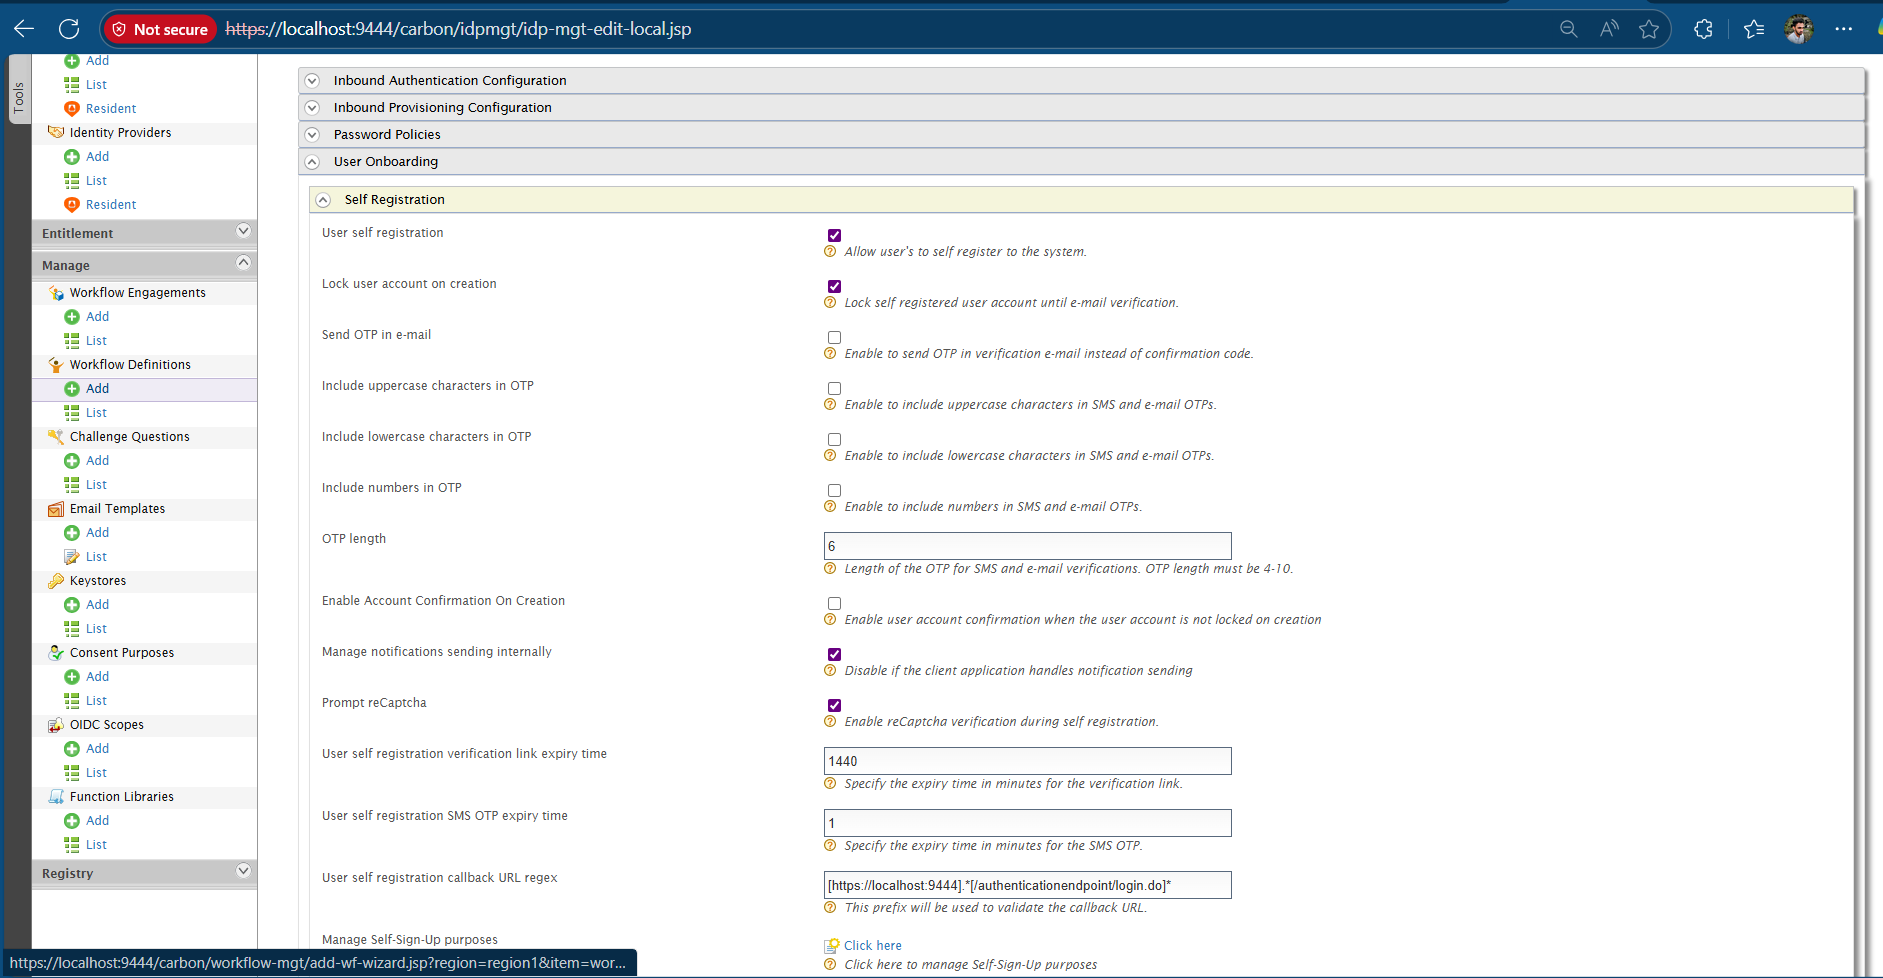 Not secure https://localhost:9444/carbon/idpmgt/idp-mgt-edit-local.jsp
Tools
Add
List
Resident
Identity Providers
Add
List
Resident
Entitlement
Manage
Workflow Engagements
Add
List
Workflow Definitions
Add
List
Challenge Questions
Add
List
Email Templates
Add
List
Keystores
Add
List
Consent Purposes
Add
List
OIDC Scopes
Add
List
Function Libraries
Add
List
Registry
Inbound Authentication Configuration
Inbound Provisioning Configuration
Password Policies
User Onboarding
Self Registration
User self registration
Allow user's to self register to the system.
Lock user account on creation
Lock self registered user account until e-mail verification.
Send OTP in e-mail
Enable to send OTP in verification e-mail instead of confirmation code.
Include uppercase characters in OTP
Enable to include uppercase characters in SMS and e-mail OTPs.
Include lowercase characters in OTP
Enable to include lowercase characters in SMS and e-mail OTPs.
Include numbers in OTP
Enable to include numbers in SMS and e-mail OTPs.
OTP length
6
Length of the OTP for SMS and e-mail verifications. OTP length must be 4-10.
Enable Account Confirmation On Creation
Enable user account confirmation when the user account is not locked on creation
Manage notifications sending internally
Disable if the client application handles notification sending
Prompt reCaptcha
Enable reCaptcha verification during self registration.
User self registration verification link expiry time
1440
Specify the expiry time in minutes for the verification link.
User self registration SMS OTP expiry time
1
Specify the expiry time in minutes for the SMS OTP.
User self registration callback URL regex
[https://localhost:9444].*[/authenticationendpoint/login.do]*
This prefix will be used to validate the callback URL.
Manage Self-Sign-Up purposes
Click here
Click here to manage Self-Sign-Up purposes
https://localhost:9444/carbon/workflow-mgt/add-wf-wizard.jsp?region=region1&item=wor...